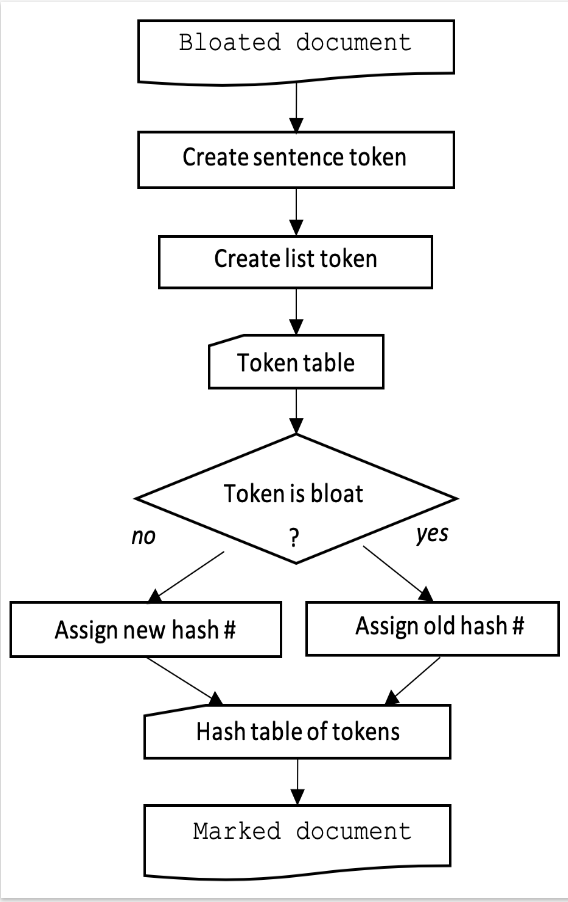 Bloated document
Create sentence token
Create list token
Token table
Token is bloat
?
no
yes
Assign new hash #
Assign old hash #
Hash table of tokens
Marked document